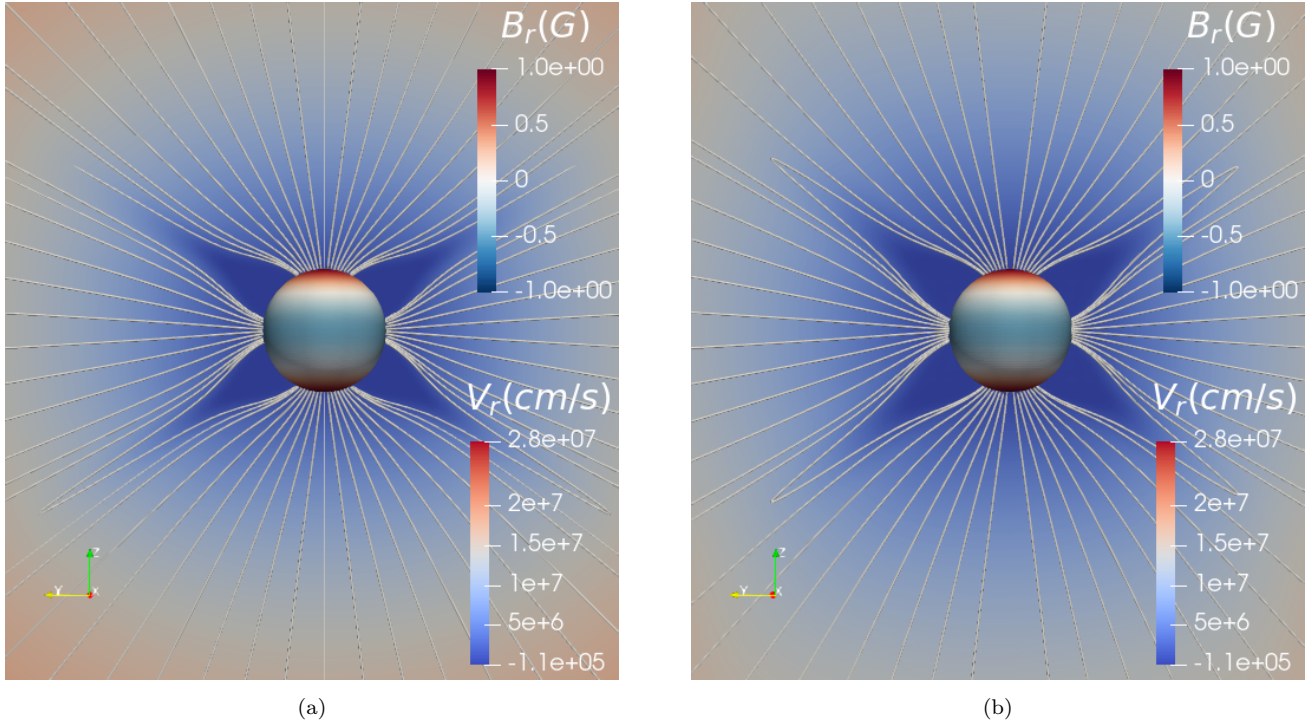 B_r(G)
1.0e+00
0.5
0
-0.5
-1.0e+00
V_r(cm/s)
2.8e+07
2e+7
1.5e+7
1e+7
5e+6
-1.1e+05
Z
Y
X
(a)
B_r(G)
1.0e+00
0.5
0
-0.5
-1.0e+00
V_r(cm/s)
2.8e+07
2e+7
1.5e+7
1e+7
5e+6
-1.1e+05
Z
Y
X
(b)